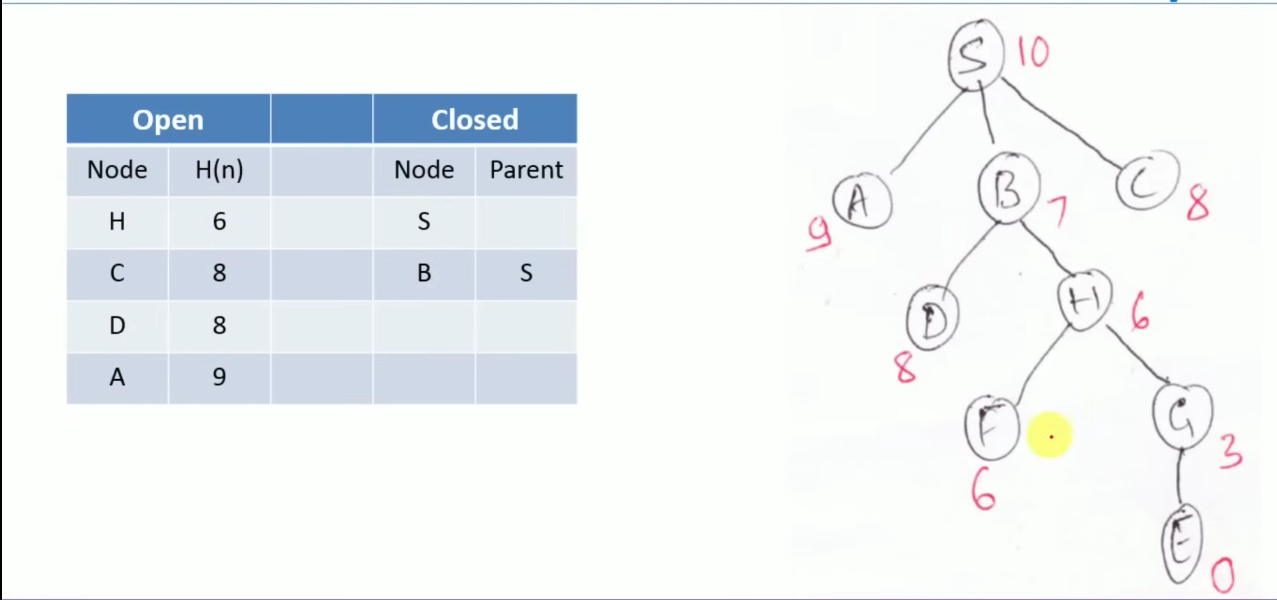 Open Closed
Node H(n) Node Parent
H 6 S
C 8 B S
D 8
A 9
S 10
A 9
B 7
C 8
D 8
H 6
F 6
G 3
E 0